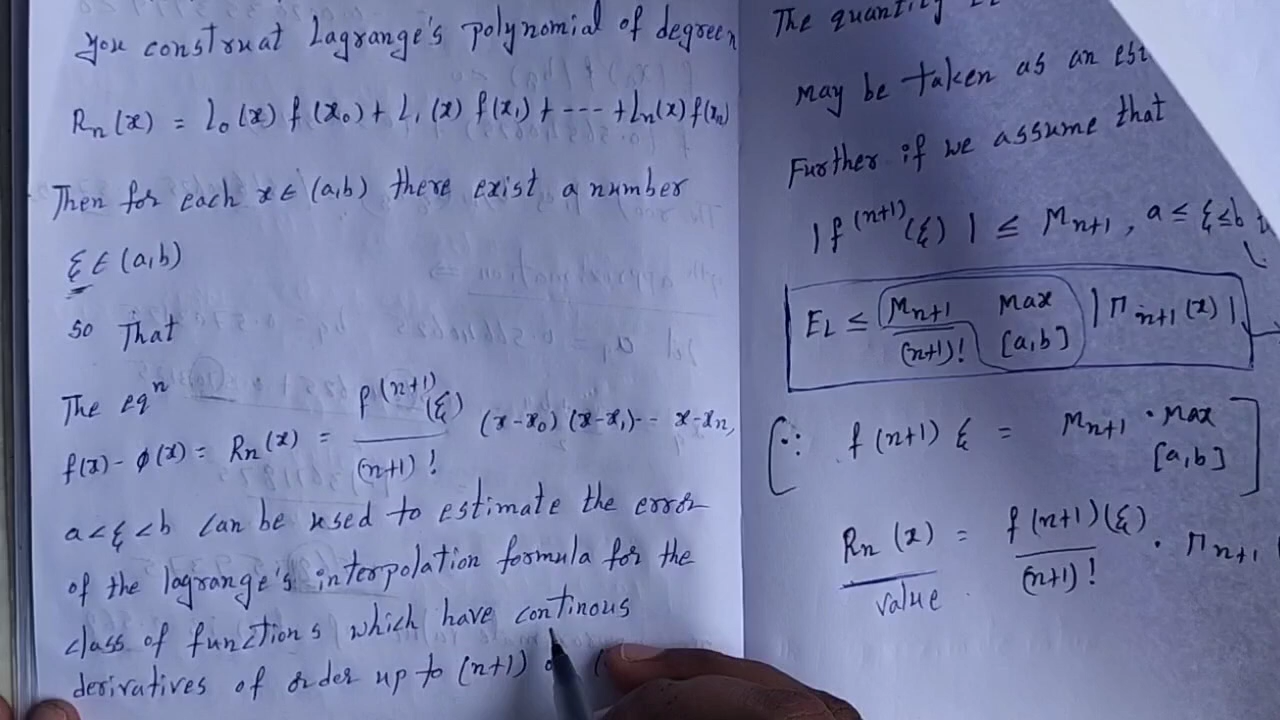 you construct Lagrange's polynomial of degree n
Rn(x) = l0(x) f(x0) + L1(x) f(x1) + --- + Ln(x) f(xn)
Then for each x ∈ (a,b) there exist a number
ξ ∈ (a,b)
so That
The eqn
f(x) - φ(x) = Rn(x) = f^(n+1)(ξ) / (n+1)! (x-x0) (x-x1) -- x-xn,
a<ξ<b can be used to estimate the error
of the lagrange's interpolation formula for the
class of functions which have continous
derivatives of order up to (n+1)
The quantity
may be taken as an
Further if we assume that
|f^(n+1)(ξ)| ≤ Mn+1, a ≤ ξ ≤ b
EL ≤ Mn+1 / (n+1)! Max [a,b] |Πn+1(x)|
[∵ f(n+1) ξ = Mn+1 · Max [a,b]]
Rn(x) = f(n+1)(ξ) / (n+1)! · Πn+1
value